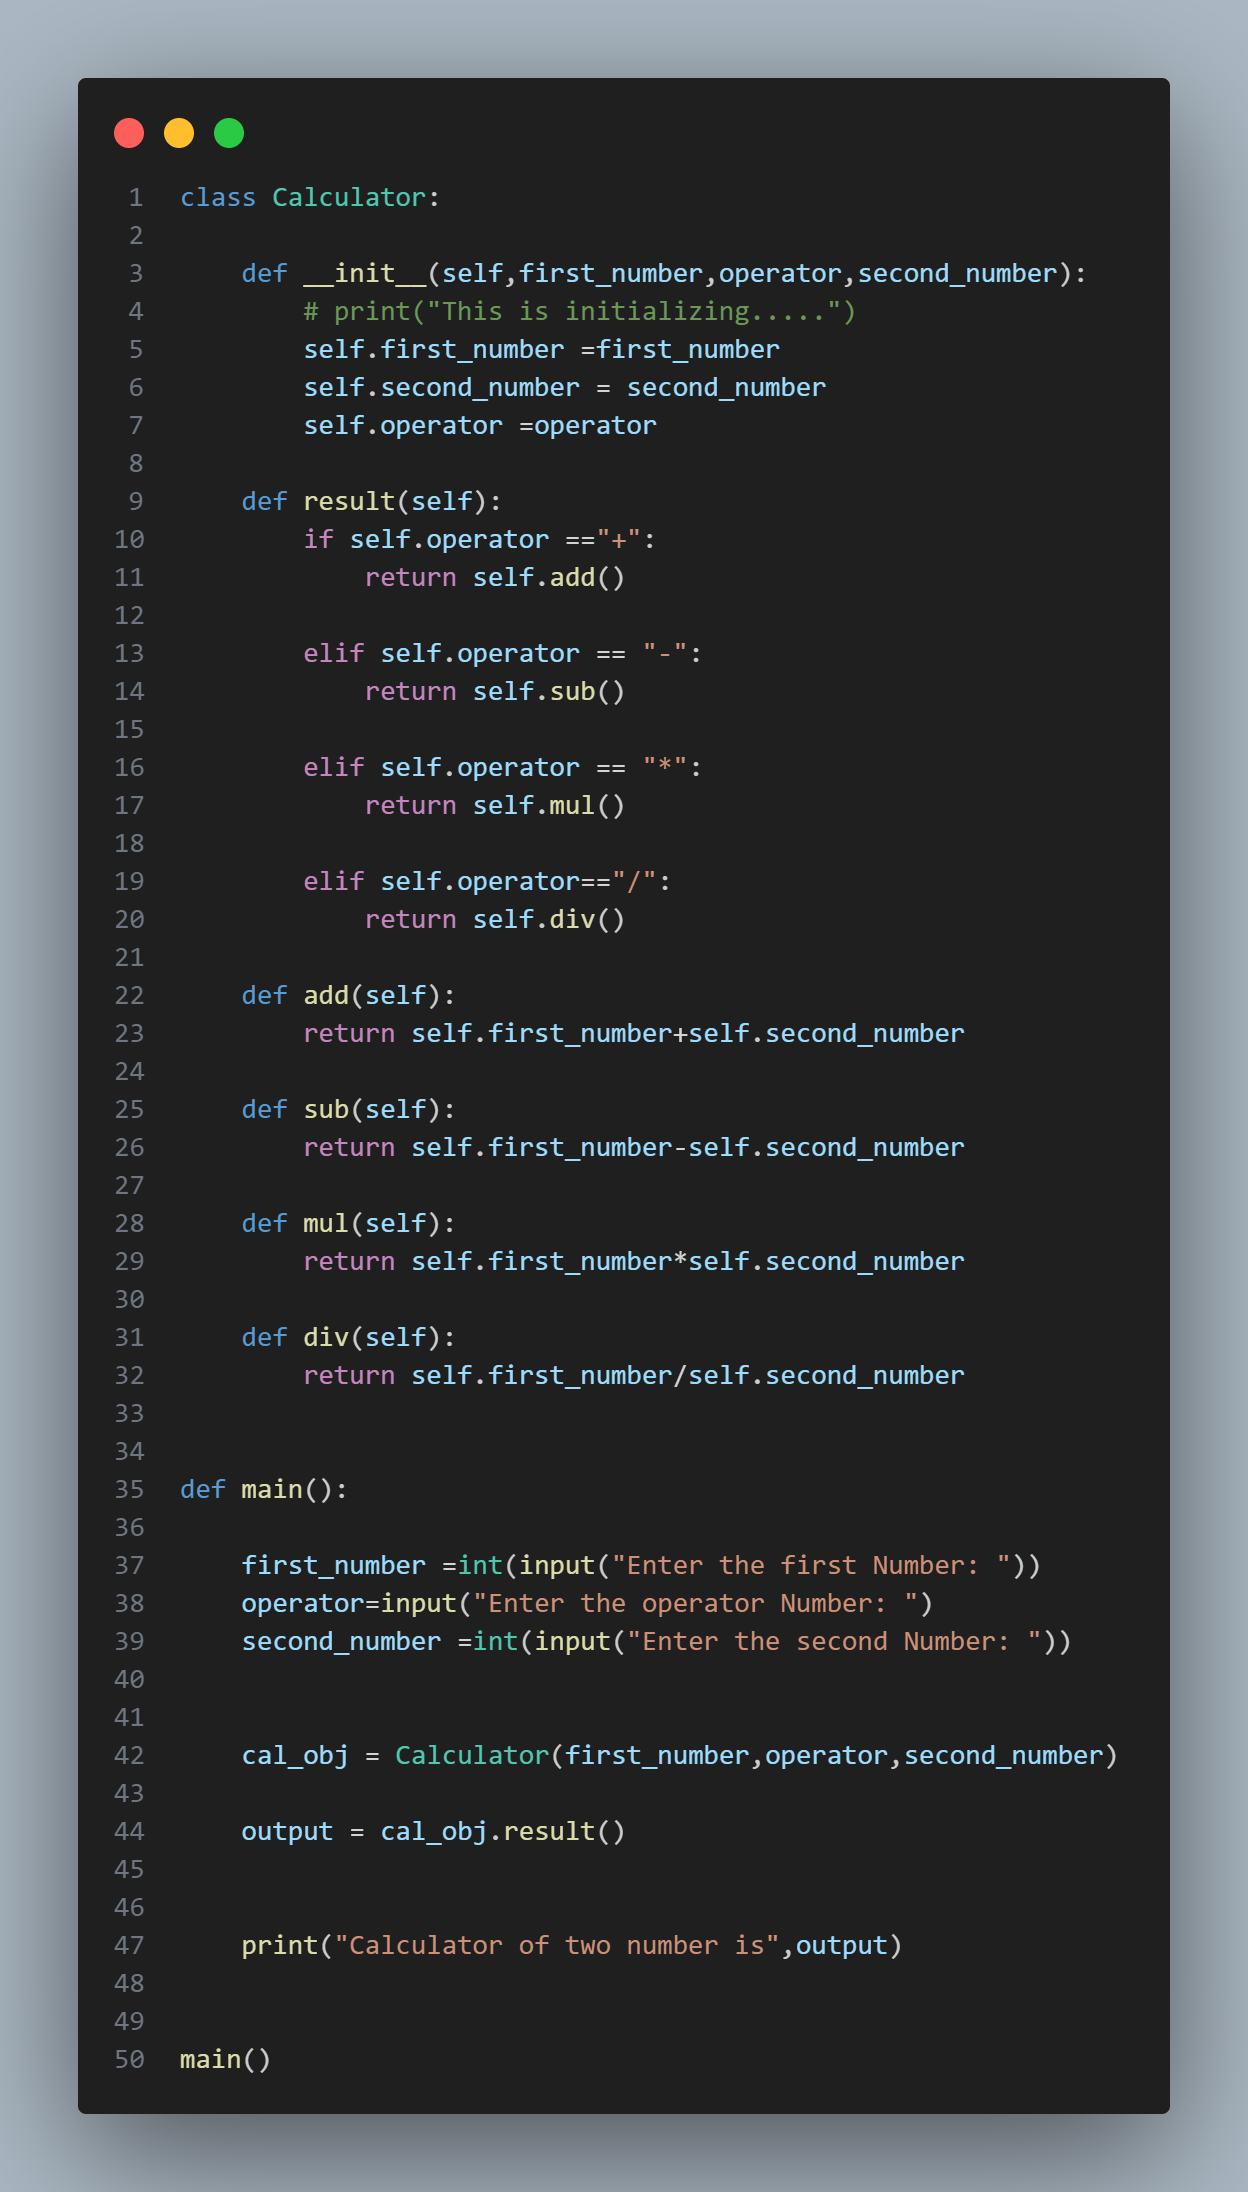 1 class Calculator:
2
3     def __init__(self,first_number,operator,second_number):
4         # print("This is initializing.....")
5         self.first_number =first_number
6         self.second_number = second_number
7         self.operator =operator
8
9     def result(self):
10         if self.operator =="+":
11             return self.add()
12
13         elif self.operator == "-":
14             return self.sub()
15
16         elif self.operator == "*":
17             return self.mul()
18
19         elif self.operator=="/":
20             return self.div()
21
22     def add(self):
23         return self.first_number+self.second_number
24
25     def sub(self):
26         return self.first_number-self.second_number
27
28     def mul(self):
29         return self.first_number*self.second_number
30
31     def div(self):
32         return self.first_number/self.second_number
33
34
35 def main():
36
37     first_number =int(input("Enter the first Number: "))
38     operator=input("Enter the operator Number: ")
39     second_number =int(input("Enter the second Number: "))
40
41
42     cal_obj = Calculator(first_number,operator,second_number)
43
44     output = cal_obj.result()
45
46
47     print("Calculator of two number is",output)
48
49
50 main()